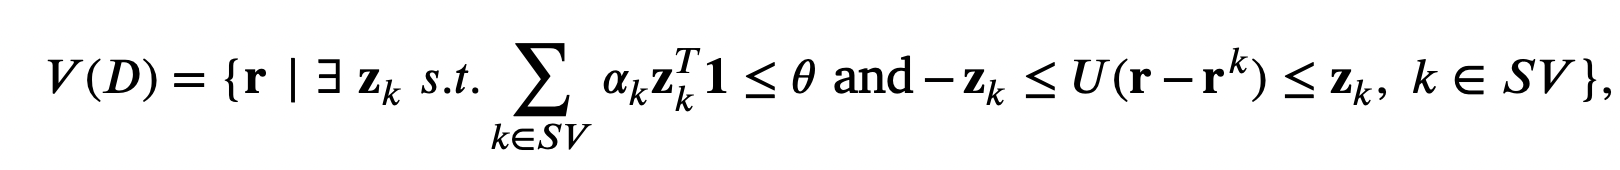 V(D) = {r | ∃ z_k s.t. ∑_{k∈SV} α_k z_k^T 1 ≤ θ and − z_k ≤ U(r − r^k) ≤ z_k, k ∈ SV},